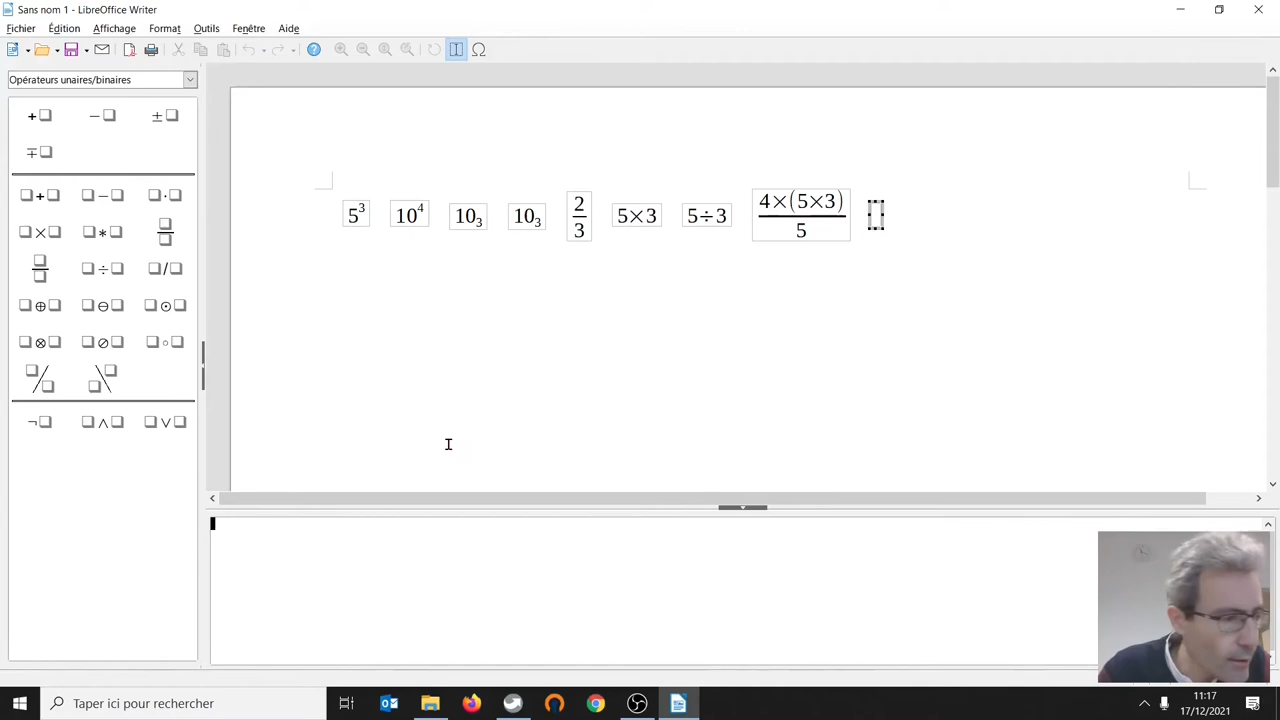 Sans nom 1 - LibreOffice Writer
Fichier Édition Affichage Format Outils Fenêtre Aide
Opérateurs unaires/binaires
5³ 10⁴ 10₃ 10₃ 2/3 5×3 5÷3 4×(5×3)/5
Taper ici pour rechercher
11:17
17/12/2021